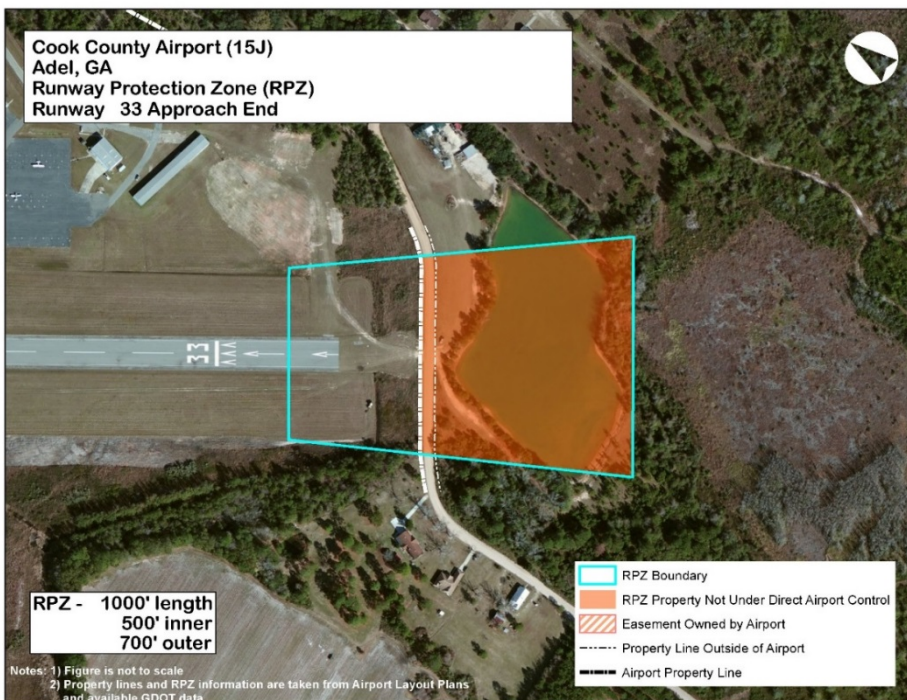 Cook County Airport (15J)
Adel, GA
Runway Protection Zone (RPZ)
Runway 33 Approach End
33
RPZ - 1000' length
500' inner
700' outer
RPZ Boundary
RPZ Property Not Under Direct Airport Control
Easement Owned by Airport
Property Line Outside of Airport
Airport Property Line
Notes: 1) Figure is not to scale
2) Property lines and RPZ information are taken from Airport Layout Plans
and available GDOT data